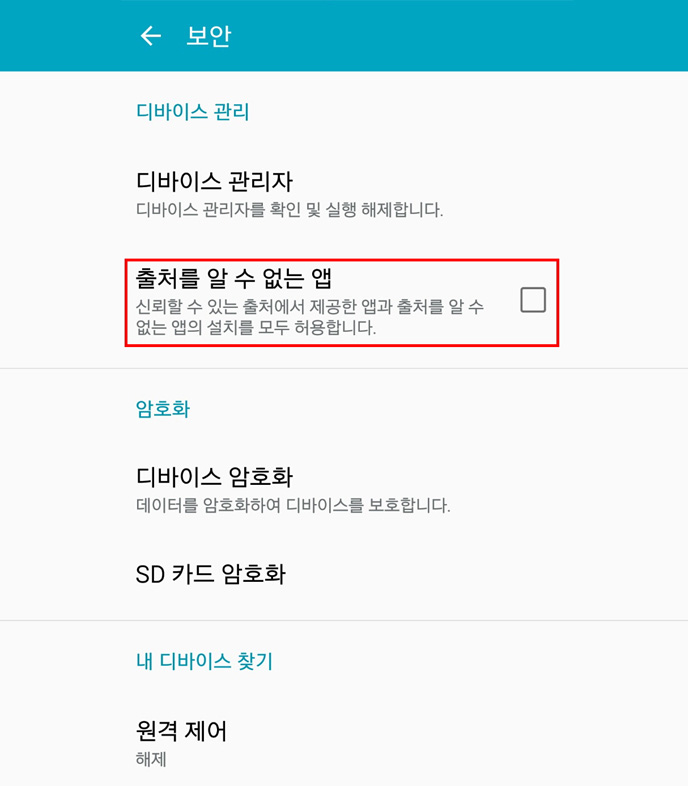 보안
디바이스 관리
디바이스 관리자
디바이스 관리자를 확인 및 실행 해제합니다.
출처를 알 수 없는 앱
신뢰할 수 있는 출처에서 제공한 앱과 출처를 알 수
없는 앱의 설치를 모두 허용합니다.
암호화
디바이스 암호화
데이터를 암호화하여 디바이스를 보호합니다.
SD 카드 암호화
내 디바이스 찾기
원격 제어
해제